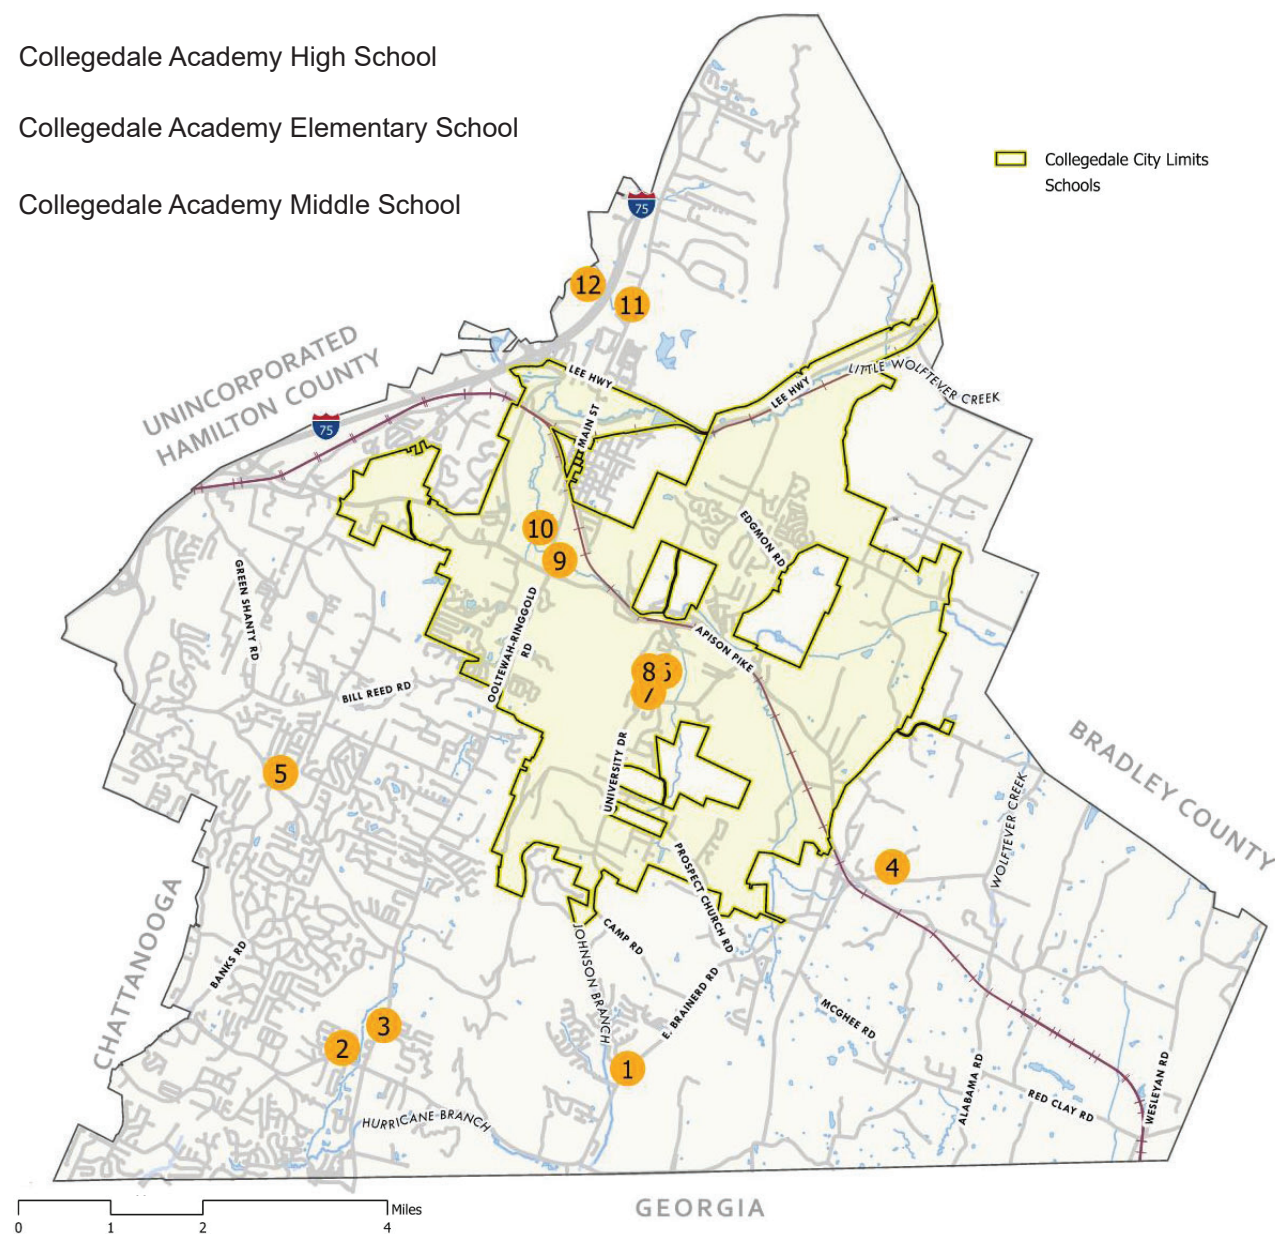 Collegedale Academy High School
Collegedale Academy Elementary School
Collegedale Academy Middle School
Collegedale City Limits
Schools
75
12
11
UNINCORPORATED
HAMILTON COUNTY
75
LEE HWY
LEE HWY
LITTLE WOLFTEVER CREEK
MAIN ST
10
9
EDGMON RD
GREEN SHANTY RD
OOLTEWAH-RINGGOLD
RD
APISON PIKE
8
7
BILL REED RD
UNIVERSITY DR
5
BRADLEY COUNTY
WOLFTEVER CREEK
4
PROSPECT CHURCH RD
CHATTANOOGA
BANKS RD
CAMP RD
JOHNSON BRANCH
E. BRAINERD RD
MCGHEE RD
3
2
1
HURRICANE BRANCH
ALABAMA RD
RED CLAY RD
WESLEYAN RD
GEORGIA
Miles
0 1 2 4